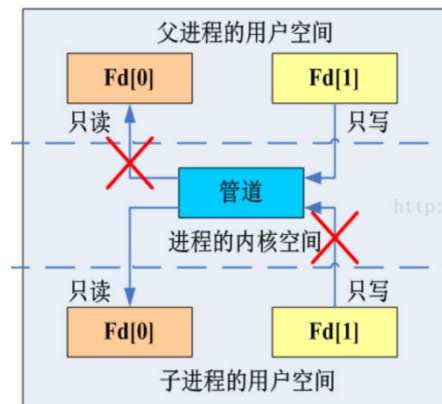 父进程的用户空间
Fd[0]
Fd[1]
只读
只写
管道
http:
进程的内核空间
只读
只写
Fd[0]
Fd[1]
子进程的用户空间